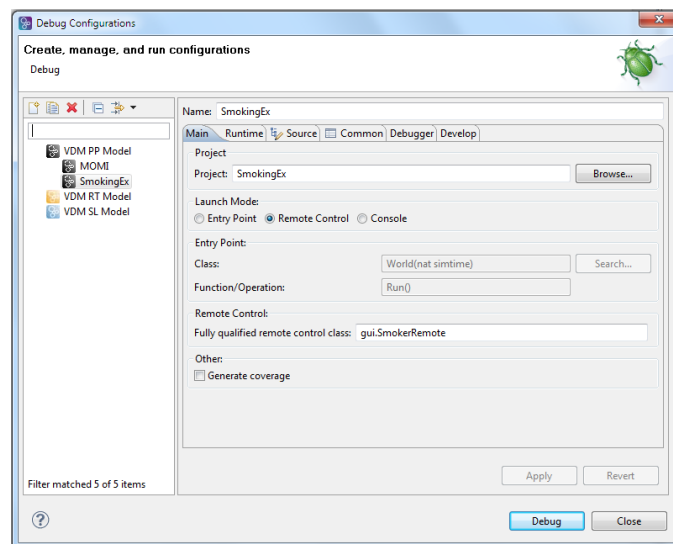 Debug Configurations
Create, manage, and run configurations
Debug
Name: SmokingEx
Main Runtime Source Common Debugger Develop
VDM PP Model
MOMI
SmokingEx
VDM RT Model
VDM SL Model
Filter matched 5 of 5 items
Project
Project: SmokingEx Browse...
Launch Mode:
Entry Point Remote Control Console
Entry Point:
Class: World(nat simtime) Search...
Function/Operation: Run()
Remote Control:
Fully qualified remote control class: gui.SmokerRemote
Other:
Generate coverage
Apply Revert
Debug Close